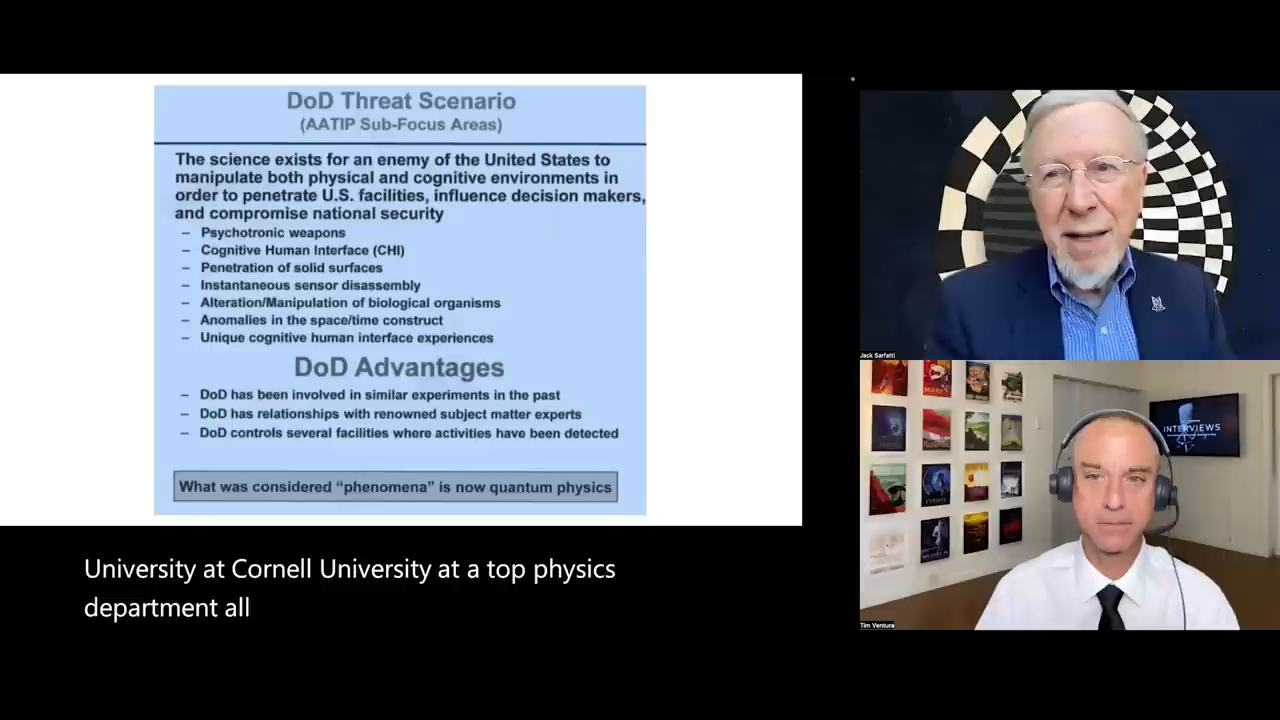 DoD Threat Scenario
(AATIP Sub-Focus Areas)
The science exists for an enemy of the United States to
manipulate both physical and cognitive environments in
order to penetrate U.S. facilities, influence decision makers,
and compromise national security
– Psychotronic weapons
– Cognitive Human Interface (CHI)
– Penetration of solid surfaces
– Instantaneous sensor disassembly
– Alteration/Manipulation of biological organisms
– Anomalies in the space/time construct
– Unique cognitive human interface experiences
DoD Advantages
– DoD has been involved in similar experiments in the past
– DoD has relationships with renowned subject matter experts
– DoD controls several facilities where activities have been detected
What was considered “phenomena” is now quantum physics
University at Cornell University at a top physics
department all
Jack Sarfatti
MARS
INTERVIEWS
Tim Ventura